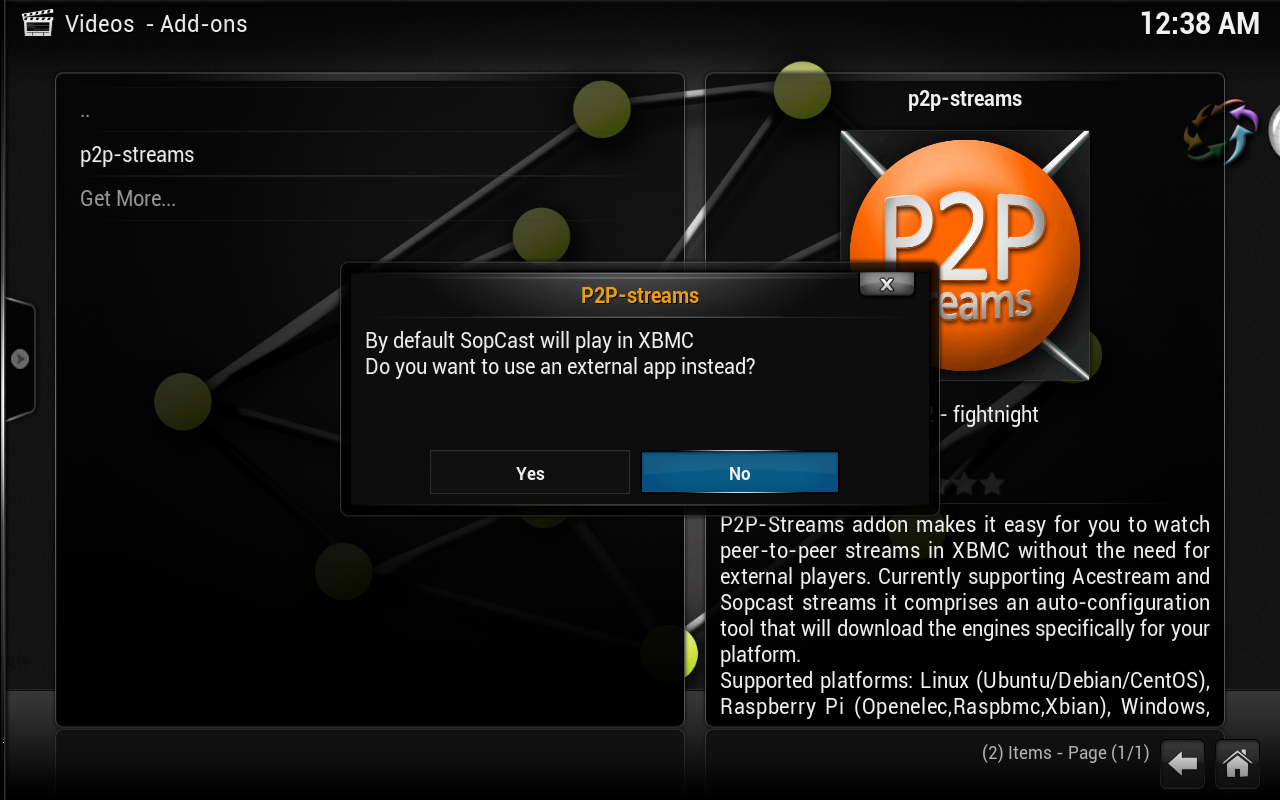 Videos - Add-ons
12:38 AM
..
p2p-streams
Get More...
p2p-streams
P2P
eams
P2P-streams
x
By default SopCast will play in XBMC
Do you want to use an external app instead?
Yes
No
- fightnight
P2P-Streams addon makes it easy for you to watch
peer-to-peer streams in XBMC without the need for
external players. Currently supporting Acestream and
Sopcast streams it comprises an auto-configuration
tool that will download the engines specifically for your
platform.
Supported platforms: Linux (Ubuntu/Debian/CentOS),
Raspberry Pi (Openelec,Raspbmc,Xbian), Windows,
(2) Items - Page (1/1)